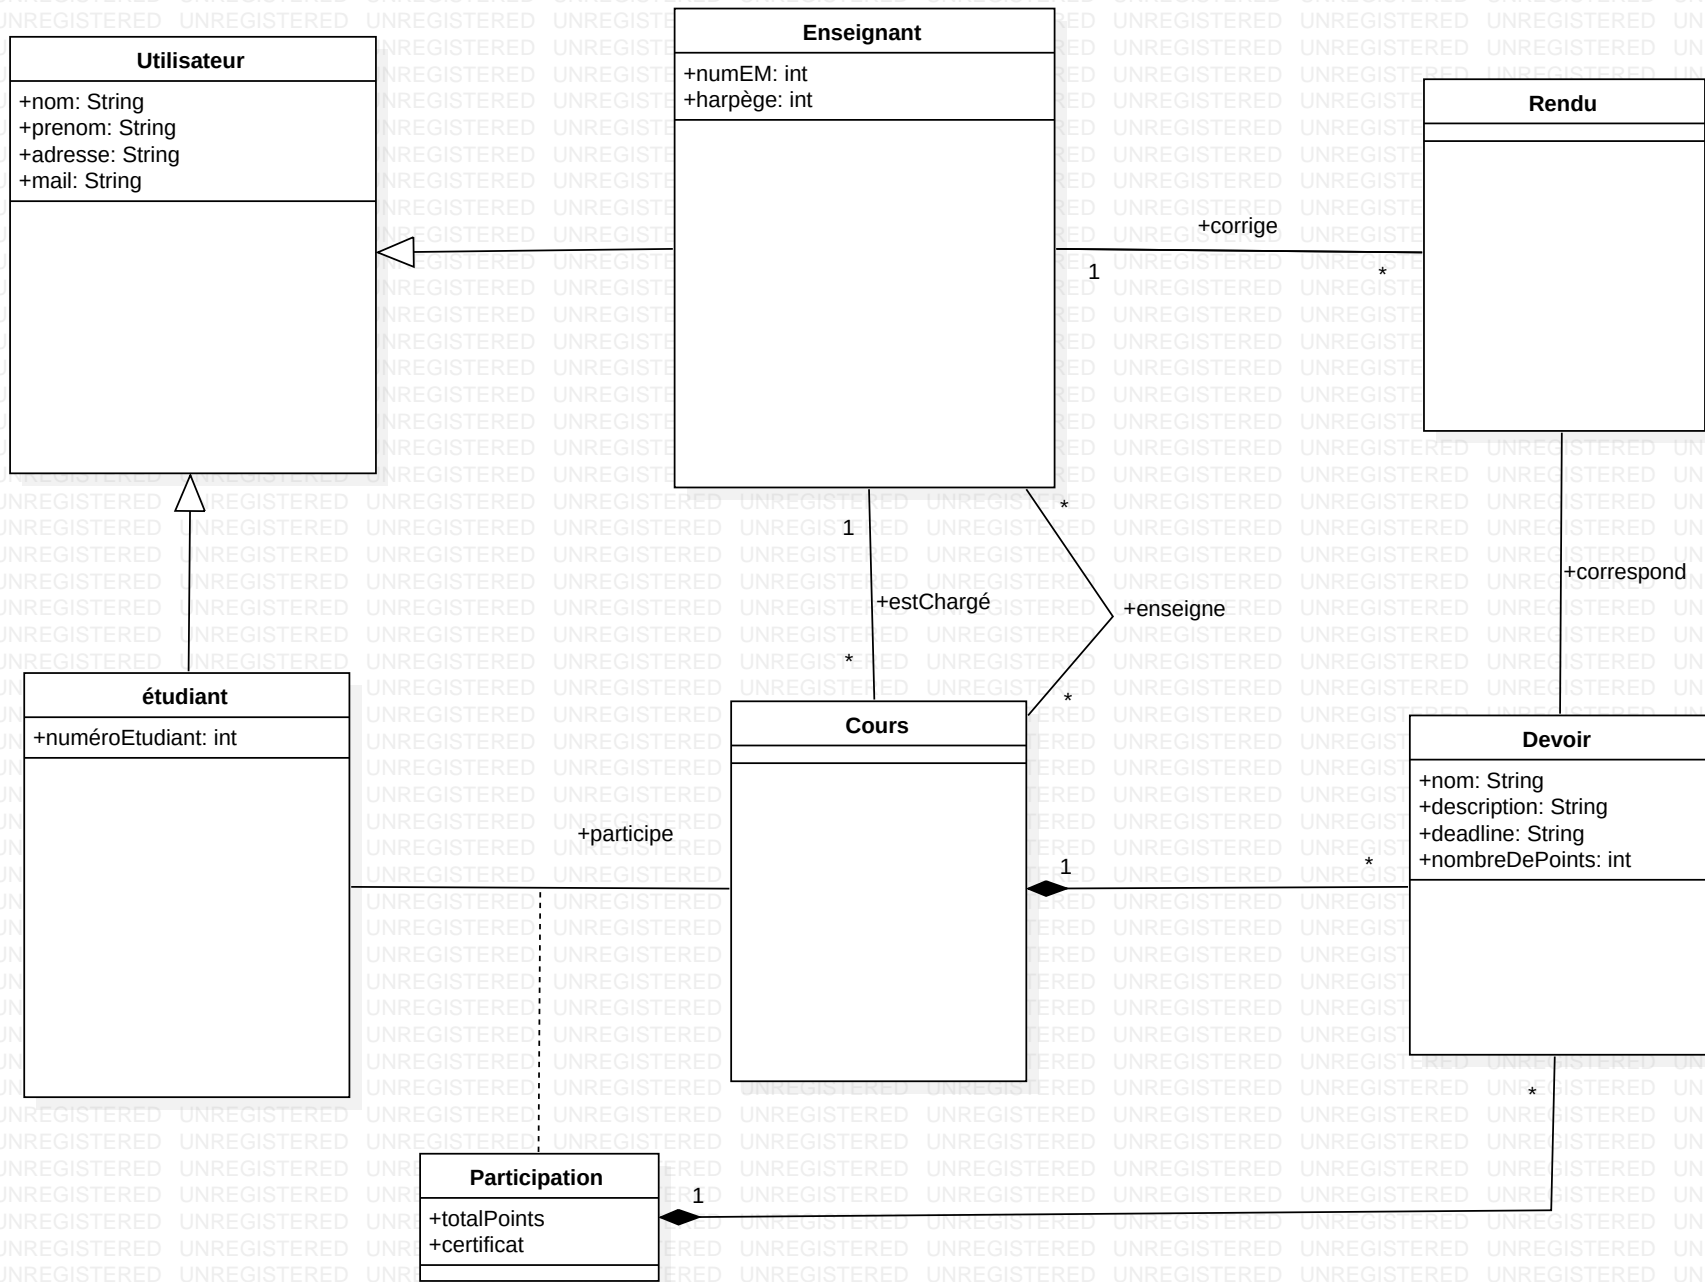 Utilisateur
+nom: String
+prenom: String
+adresse: String
+mail: String
Enseignant
+numEM: int
+harpège: int
Rendu
+corrige
1
*
1
+estChargé
*
*
+enseigne
*
+correspond
étudiant
+numéroEtudiant: int
Cours
Devoir
+nom: String
+description: String
+deadline: String
+nombreDePoints: int
+participe
1
*
Participation
+totalPoints
+certificat
1
*
UNREGISTERED